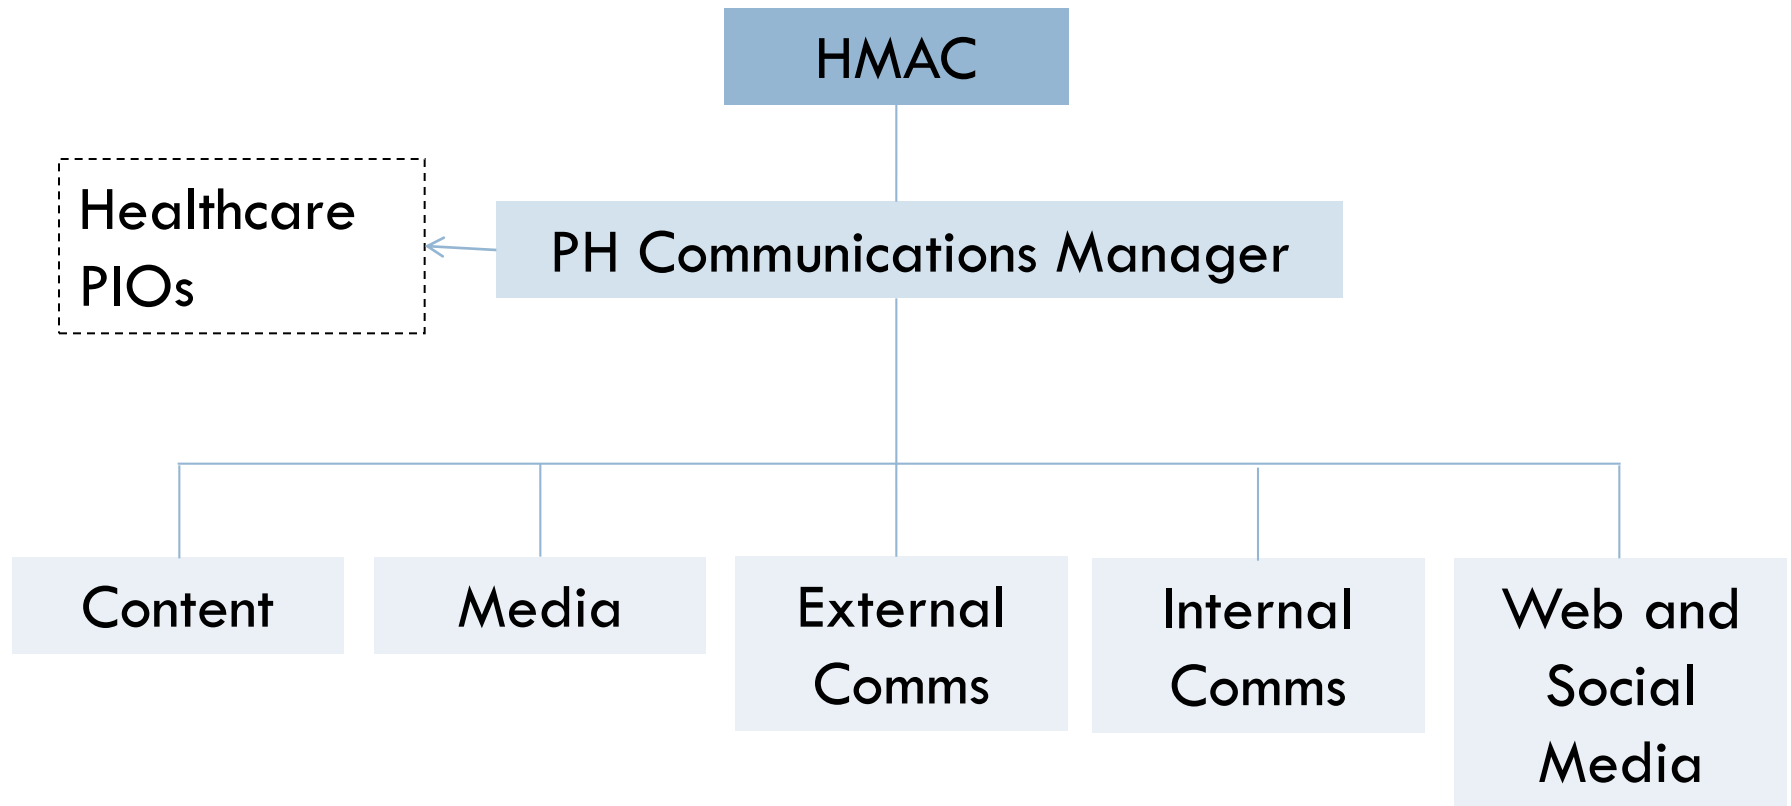 HMAC
Healthcare
PIOs
PH Communications Manager
Content
Media
External
Comms
Internal
Comms
Web and
Social
Media